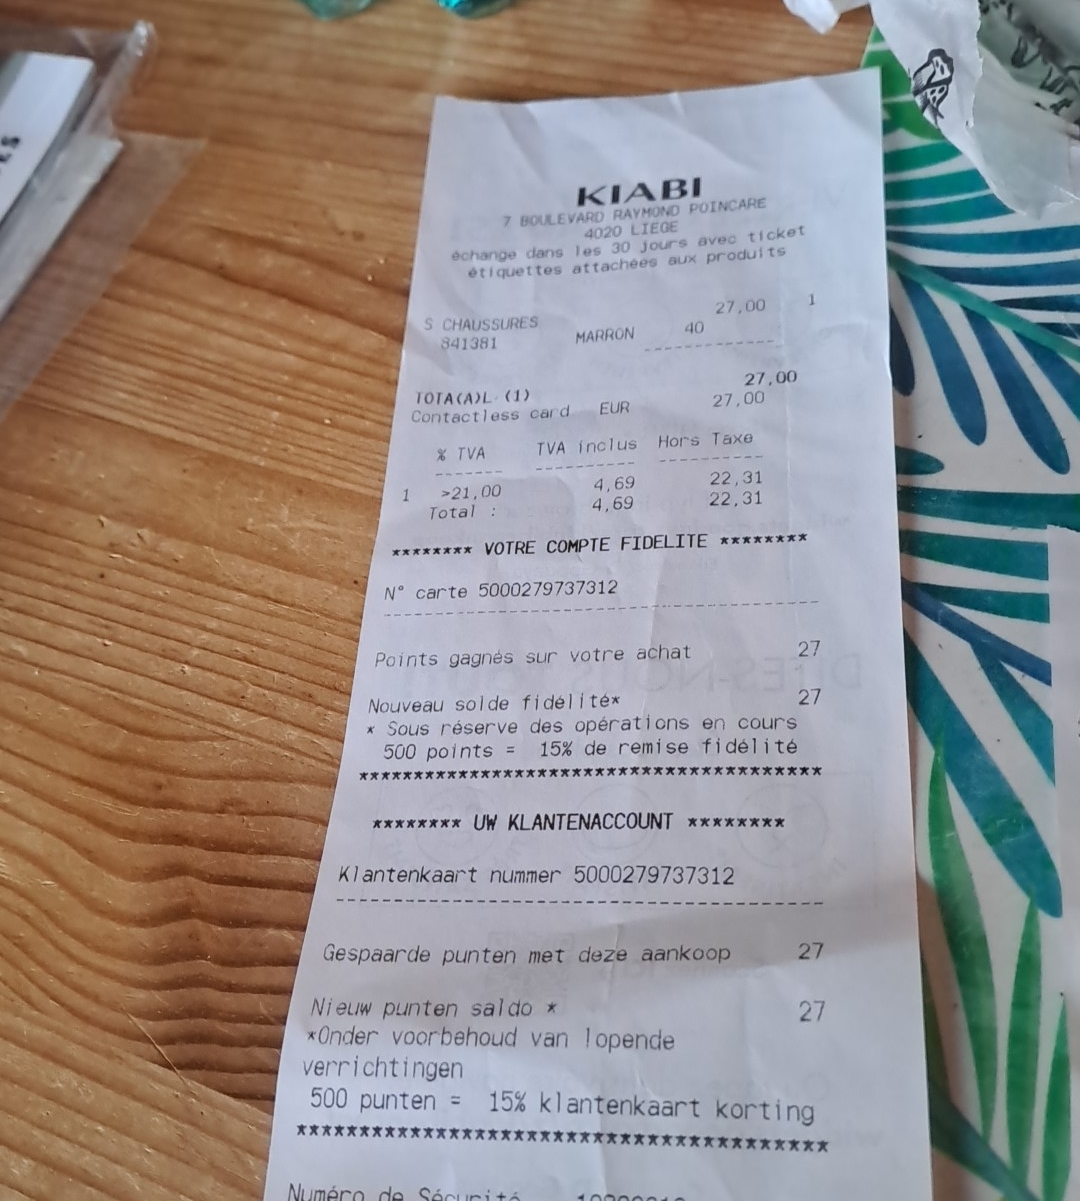 KIABI
7 BOULEVARD RAYMOND POINCARE
4020 LIEGE
échange dans les 30 jours avec ticket
étiquettes attachées aux produits
27,00 1
S CHAUSSURES
841381 MARRON 40
27,00
TOTA(A)L (1)
Contactless card EUR 27,00
% TVA TVA inclus Hors Taxe
1 >21,00 4,69 22,31
Total : 4,69 22,31
******** VOTRE COMPTE FIDELITE ********
N° carte 5000279737312
Points gagnés sur votre achat 27
Nouveau solde fidélité* 27
* Sous réserve des opérations en cours
500 points = 15% de remise fidélité
******************************************
******** UW KLANTENACCOUNT ********
Klantenkaart nummer 5000279737312
Gespaarde punten met deze aankoop 27
Nieuw punten saldo * 27
*Onder voorbehoud van lopende
verrichtingen
500 punten = 15% klantenkaart korting
******************************************
Numéro de Sécurité